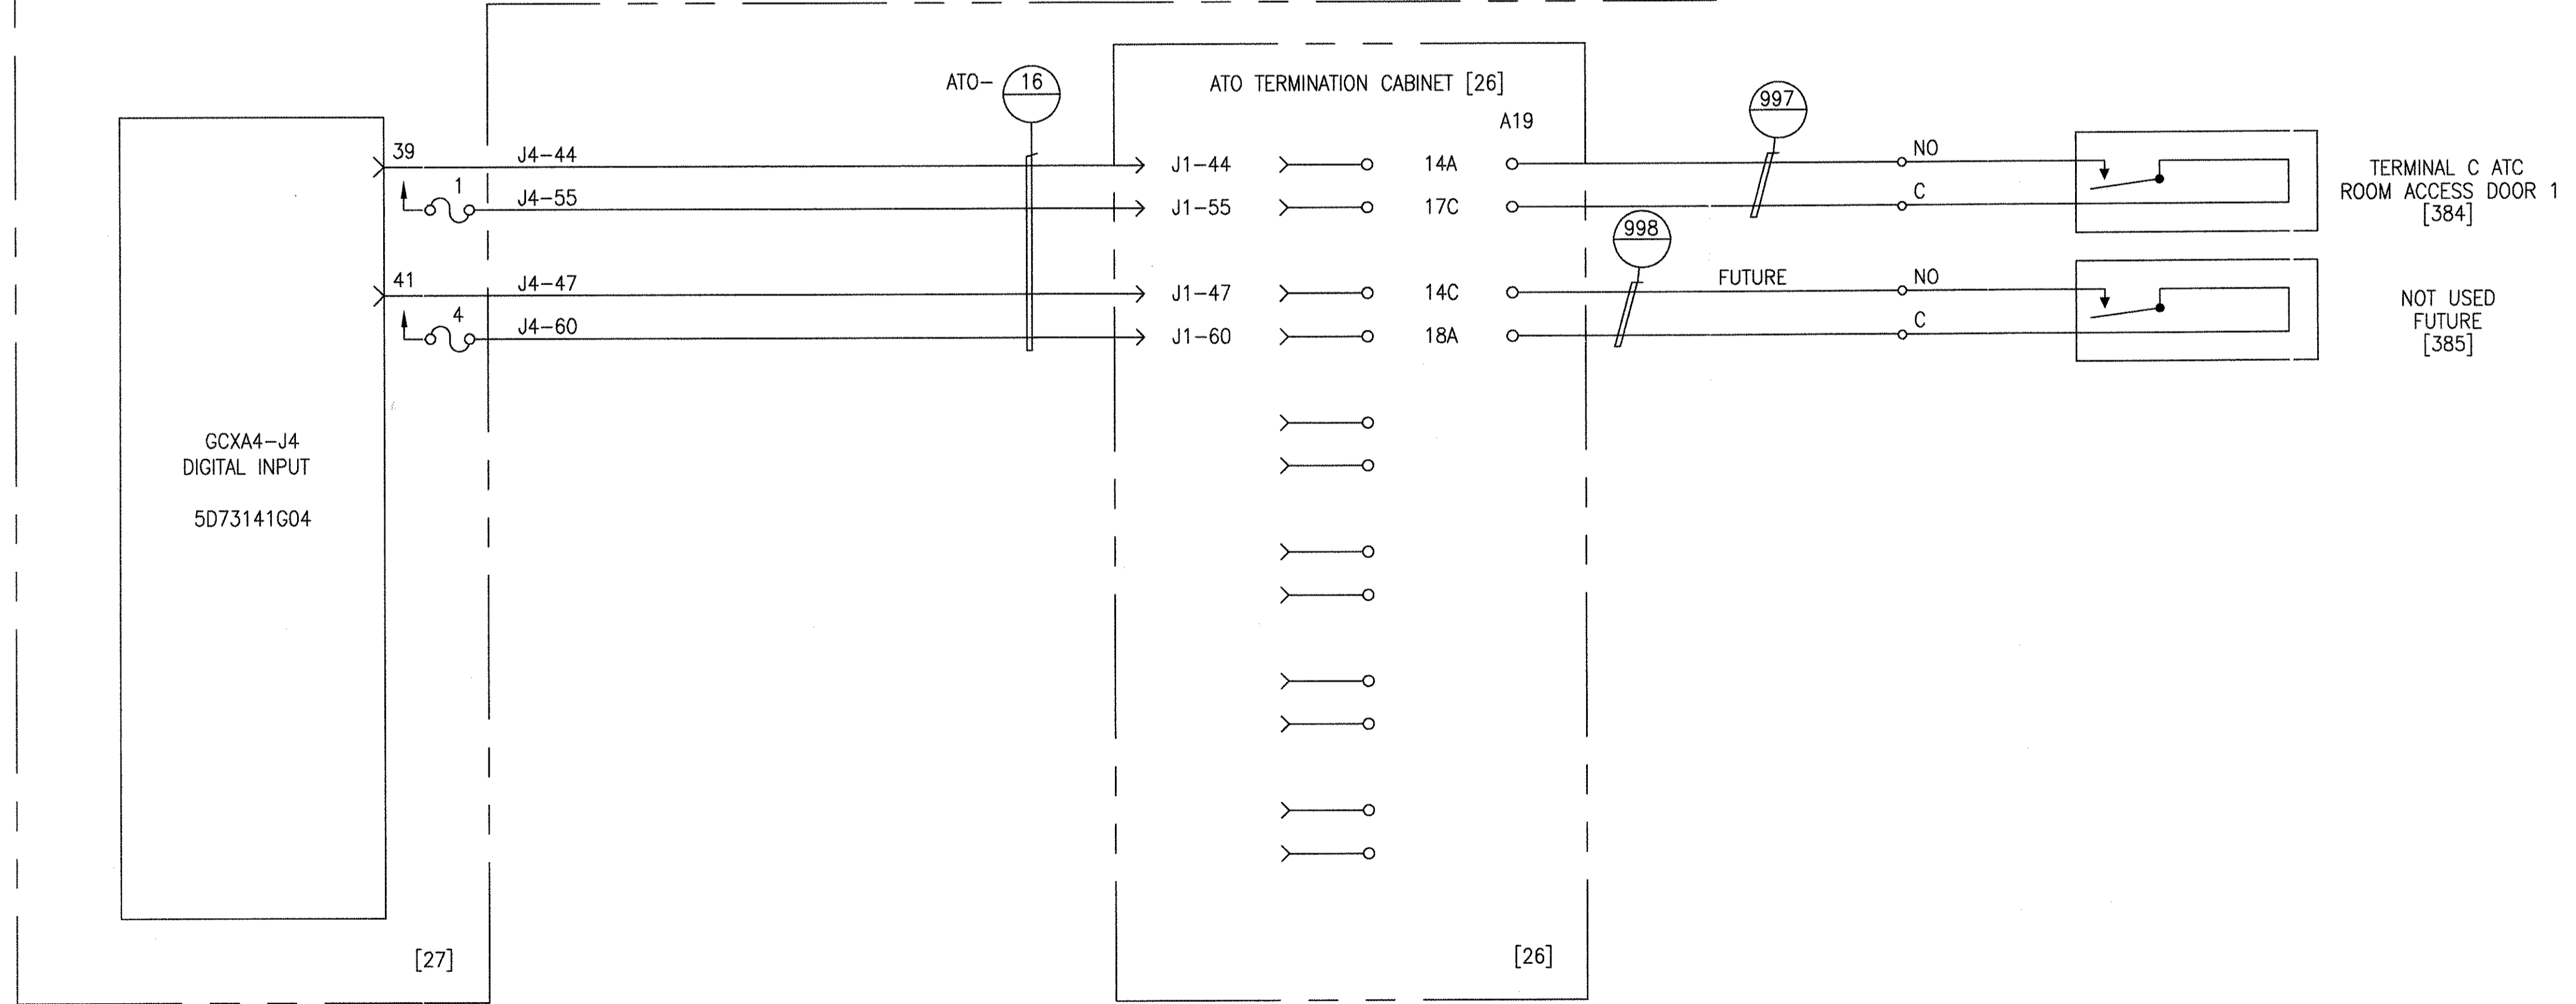 ATO- 16
ATO TERMINATION CABINET [26]
A19
997
39
J4-44
J1-44
14A
NO
1
J4-55
J1-55
17C
C
TERMINAL C ATC
ROOM ACCESS DOOR 1
[384]
998
41
J4-47
J1-47
14C
FUTURE
NO
4
J4-60
J1-60
18A
C
NOT USED
FUTURE
[385]
GCXA4-J4
DIGITAL INPUT
5D73141G04
[27]
[26]